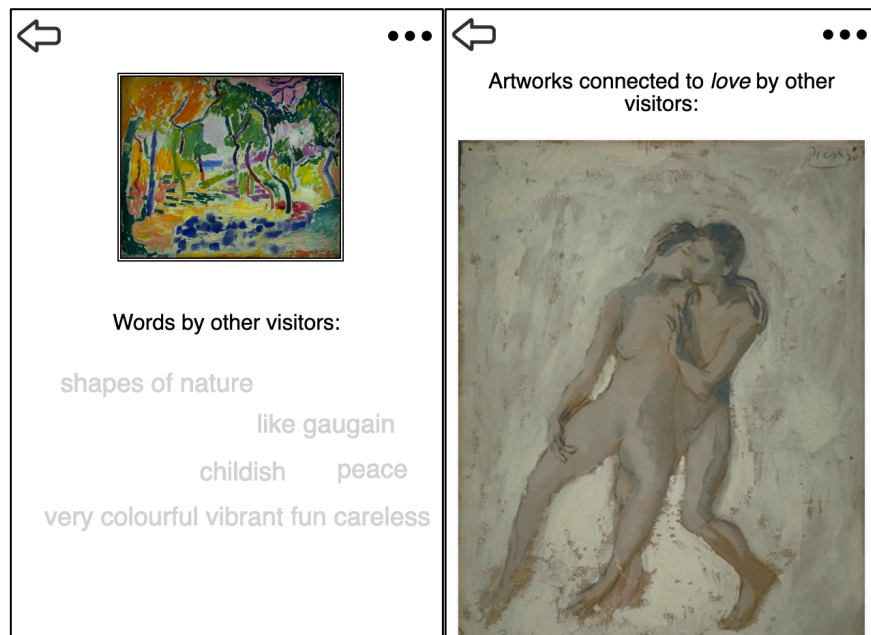 Words by other visitors:
shapes of nature
like gaugain
childish peace
very colourful vibrant fun careless
Artworks connected to love by other
visitors:
Picasso